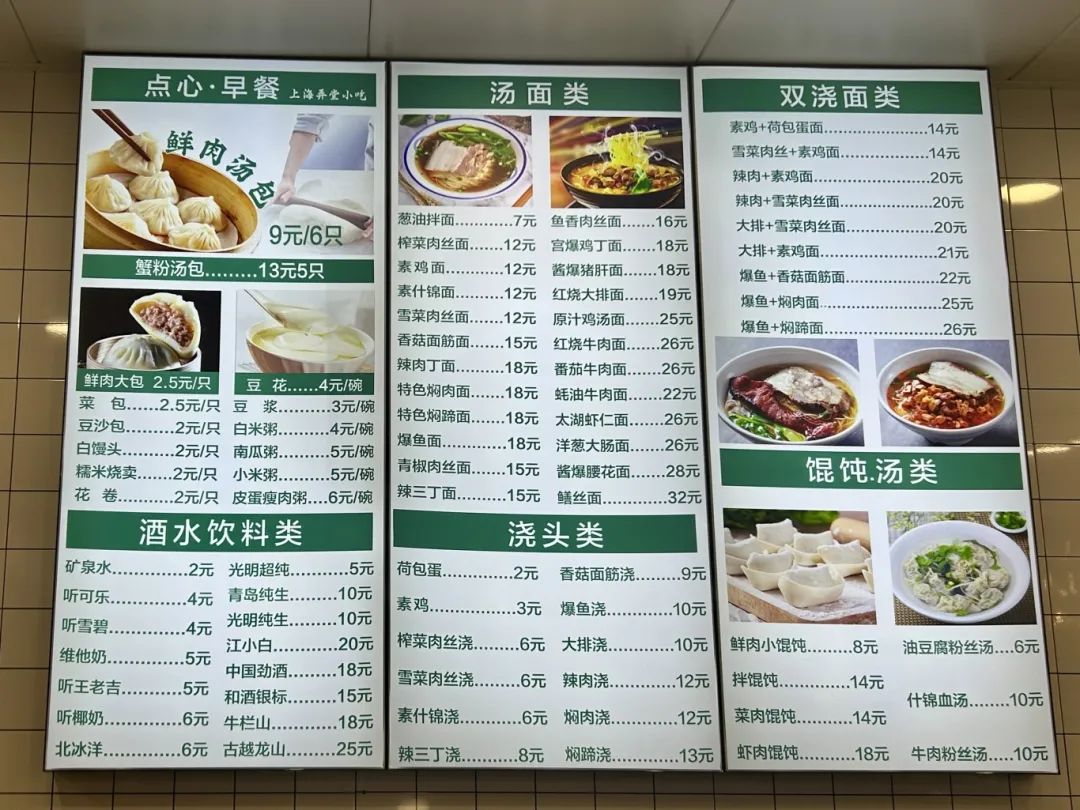 点心·早餐 上海弄堂小吃
鲜肉汤包
9元/6只
蟹粉汤包.........13元5只
鲜肉大包 2.5元/只
菜 包.......2.5元/只
豆沙包..........2元/只
白馒头..........2元/只
糯米烧卖......2元/只
花 卷...........2元/只
豆 花......4元/碗
豆 浆...........3元/碗
白米粥..........4元/碗
南瓜粥..........5元/碗
小米粥..........5元/碗
皮蛋瘦肉粥....6元/碗
酒水饮料类
矿泉水...............2元
听可乐...............4元
听雪碧...............4元
维他奶...............5元
听王老吉............5元
听椰奶...............6元
北冰洋...............6元
光明超纯............5元
青岛纯生..........10元
光明纯生..........10元
江小白.............20元
中国劲酒..........18元
和酒银标..........15元
牛栏山.............18元
古越龙山..........25元
汤面类
葱油拌面...........7元
榨菜肉丝面.......12元
素鸡面..............12元
素什锦面..........12元
雪菜肉丝面.......12元
香菇面筋面.......15元
辣肉丁面..........18元
特色焖肉面.......18元
特色焖蹄面.......18元
爆鱼面..............18元
青椒肉丝面.......15元
辣三丁面..........15元
鱼香肉丝面.......16元
宫爆鸡丁面.......18元
酱爆猪肝面.......18元
红烧大排面.......19元
原汁鸡汤面.......25元
红烧牛肉面.......26元
番茄牛肉面.......26元
蚝油牛肉面.......22元
太湖虾仁面.......26元
洋葱大肠面.......26元
酱爆腰花面.......28元
鳝丝面.............32元
浇头类
荷包蛋..............2元
素鸡.................3元
榨菜肉丝浇.......6元
雪菜肉丝浇.......6元
素什锦浇..........6元
辣三丁浇..........8元
香菇面筋浇.......9元
爆鱼浇.............10元
大排浇.............10元
辣肉浇.............12元
焖肉浇.............12元
焖蹄浇.............13元
双浇面类
素鸡+荷包蛋面......................14元
雪菜肉丝+素鸡面...................14元
辣肉+素鸡面.........................20元
辣肉+雪菜肉丝面...................20元
大排+雪菜肉丝面...................20元
大排+素鸡面.........................21元
爆鱼+香菇面筋面...................22元
爆鱼+焖肉面.........................25元
爆鱼+焖蹄面.........................26元
馄饨.汤类
鲜肉小馄饨..........8元
拌馄饨...............14元
菜肉馄饨............14元
虾肉馄饨............18元
油豆腐粉丝汤....6元
什锦血汤..........10元
牛肉粉丝汤.....10元